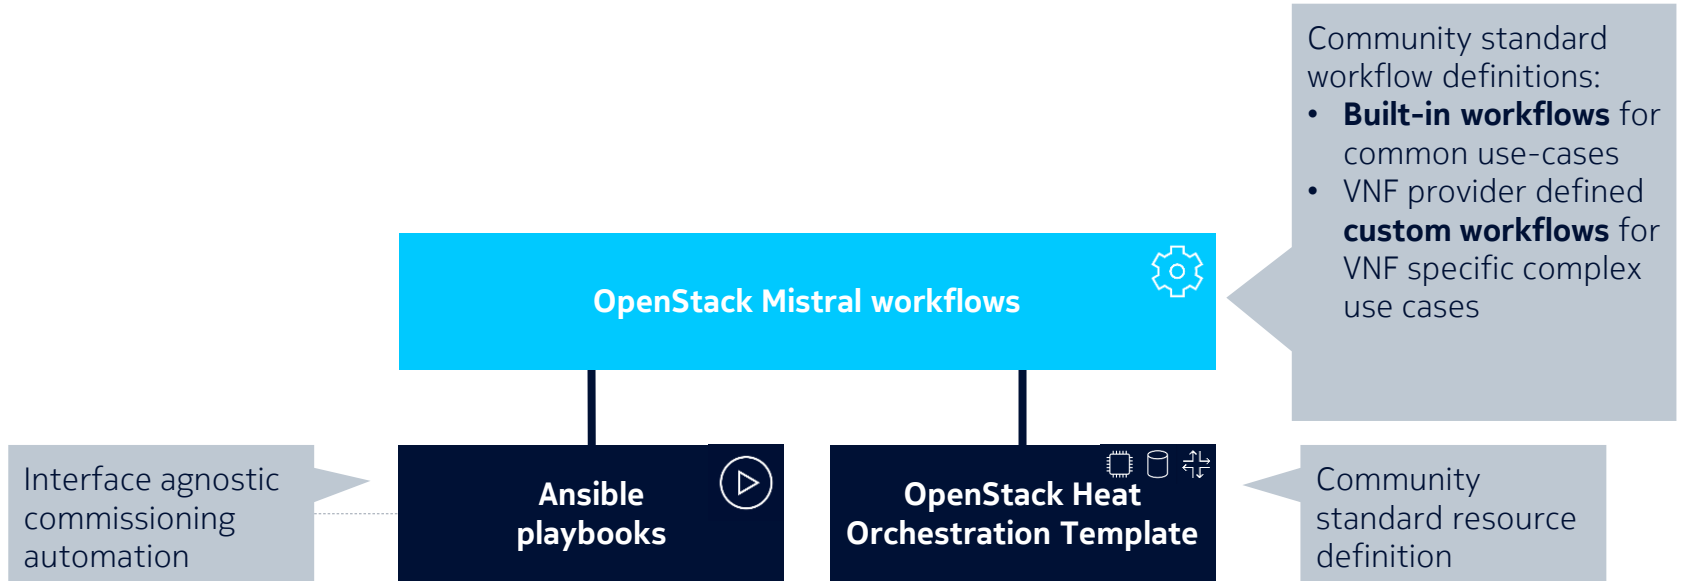 Community standard
workflow definitions:
• Built-in workflows for
common use-cases
• VNF provider defined
custom workflows for
VNF specific complex
use cases
OpenStack Mistral workflows
Interface agnostic
commissioning
automation
Ansible
playbooks
OpenStack Heat
Orchestration Template
Community
standard resource
definition